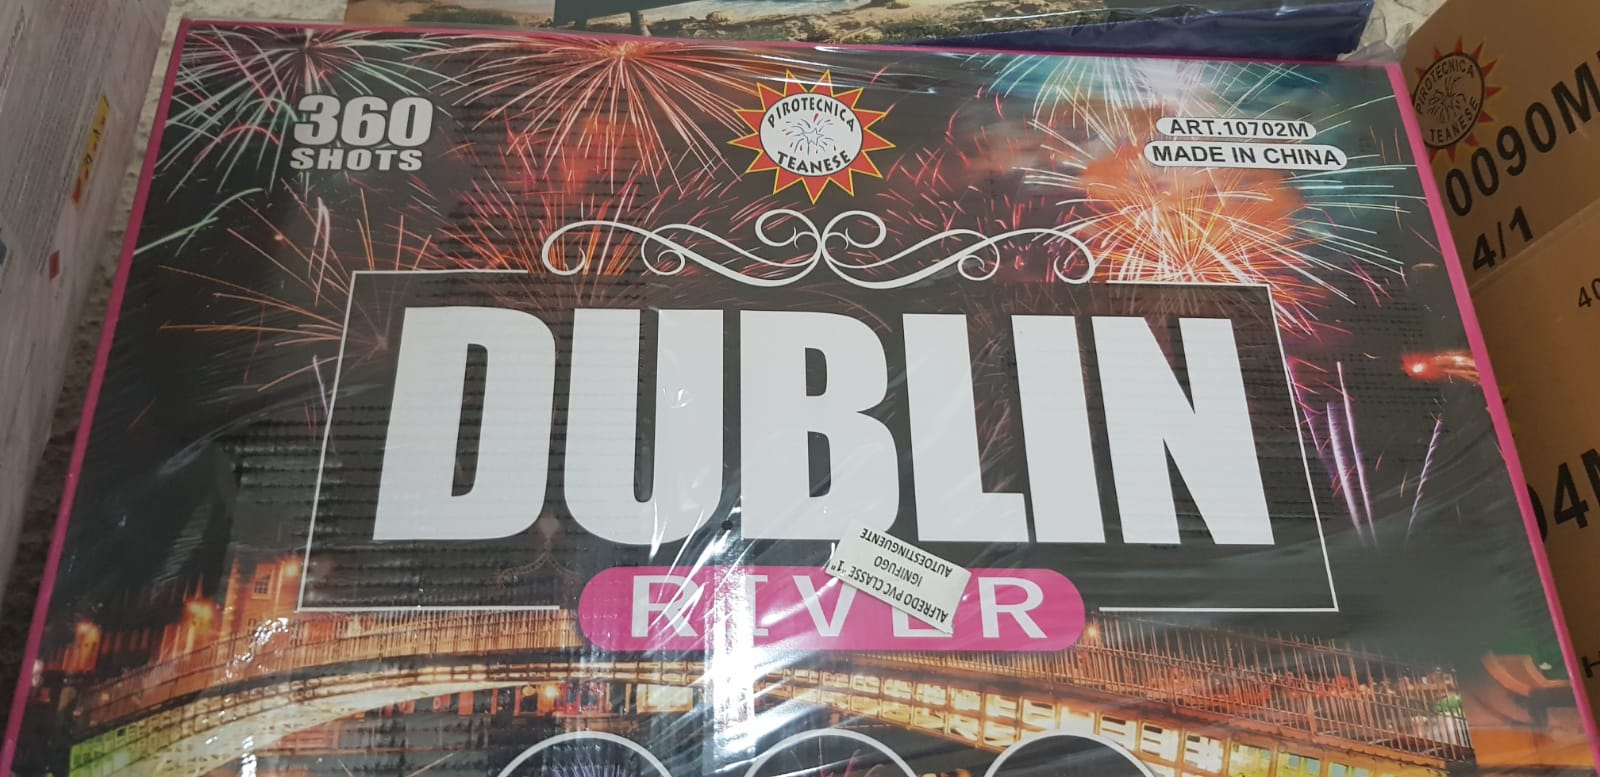 360
SHOTS
PIROTECNICA
TEANESE
ART.10702M
MADE IN CHINA
DUBLIN
RIVER
ALFREDO PVC CLASSE "1"
IGNIFUGO
AUTOESTINGUENTE
PIROTECNICA
TEANESE
0090M
4/1